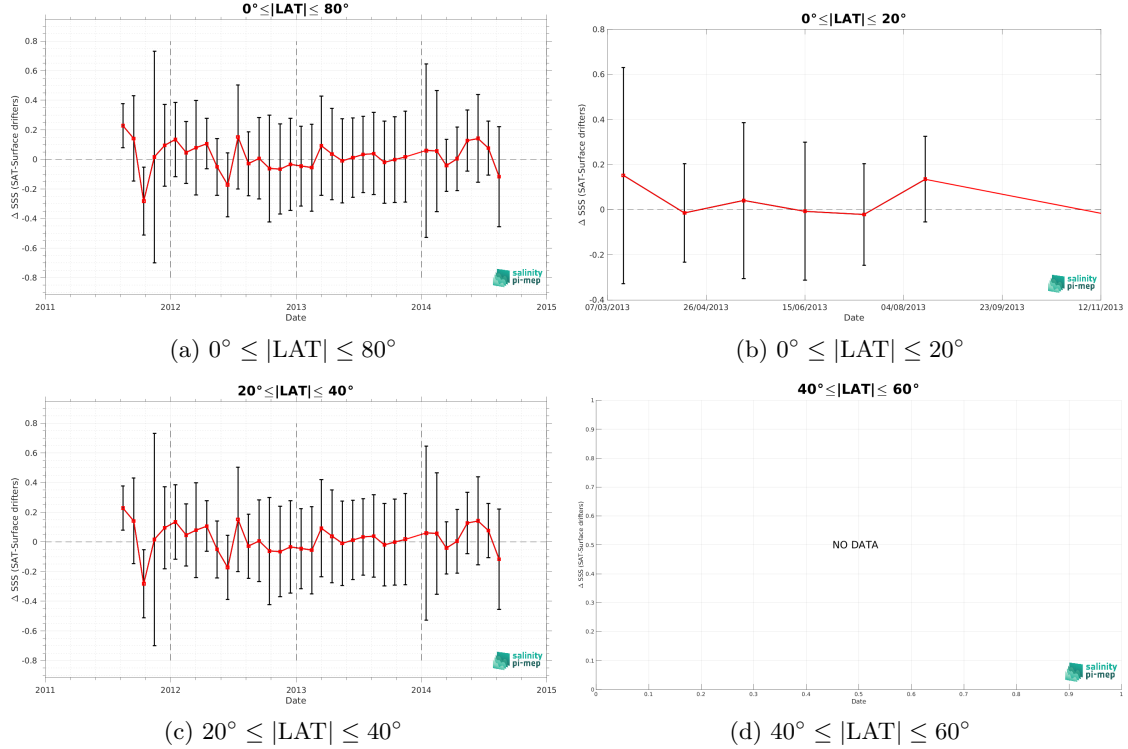 0°≤|LAT|≤ 80°
Δ SSS (SAT-Surface drifters)
0.8
0.6
0.4
0.2
0
-0.2
-0.4
-0.6
-0.8
2011
2012
2013
2014
2015
Date
salinity
pi-mep
(a) 0° ≤ |LAT| ≤ 80°
0°≤|LAT|≤ 20°
Δ SSS (SAT-Surface drifters)
0.8
0.6
0.4
0.2
0
-0.2
-0.4
07/03/2013
26/04/2013
15/06/2013
04/08/2013
23/09/2013
12/11/2013
Date
salinity
pi-mep
(b) 0° ≤ |LAT| ≤ 20°
20°≤|LAT|≤ 40°
Δ SSS (SAT-Surface drifters)
0.8
0.6
0.4
0.2
0
-0.2
-0.4
-0.6
-0.8
2011
2012
2013
2014
2015
Date
salinity
pi-mep
(c) 20° ≤ |LAT| ≤ 40°
40°≤|LAT|≤ 60°
Δ SSS (SAT-Surface drifters)
1
0.9
0.8
0.7
0.6
0.5
0.4
0.3
0.2
0.1
0
NO DATA
0
0.1
0.2
0.3
0.4
0.5
0.6
0.7
0.8
0.9
1
Date
salinity
pi-mep
(d) 40° ≤ |LAT| ≤ 60°